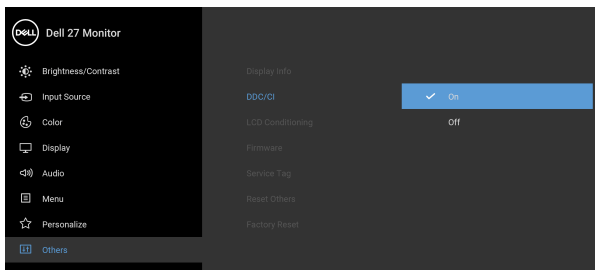 DELL
Dell 27 Monitor
Brightness/Contrast
Input Source
Color
Display
Audio
Menu
Personalize
Others
Display Info
DDC/CI
LCD Conditioning
Firmware
Service Tag
Reset Others
Factory Reset
On
Off